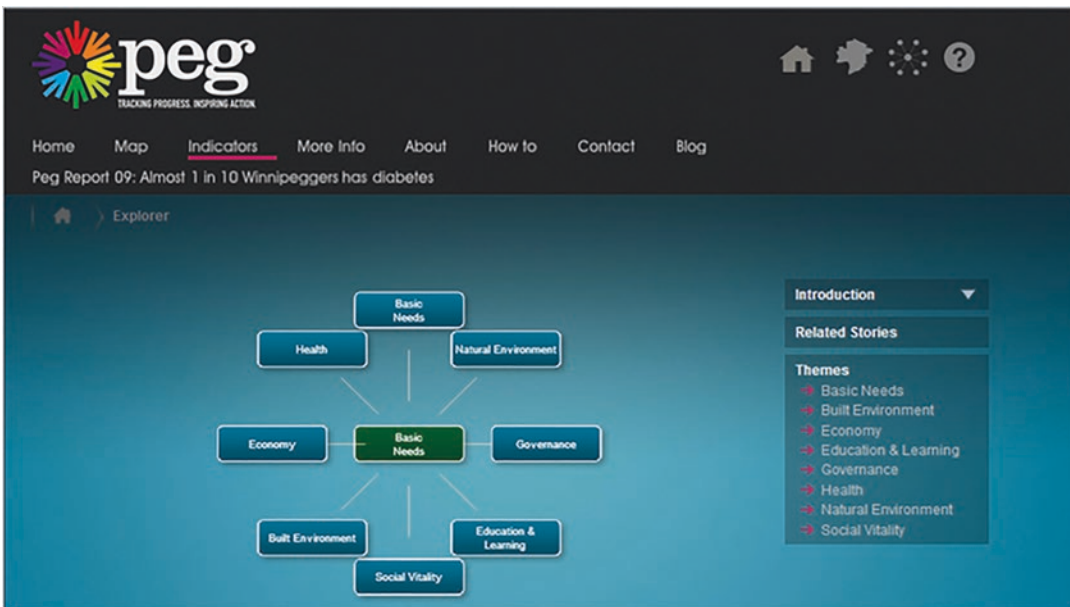 peg
TRACKING PROGRESS. INSPIRING ACTION.
?
Home Map Indicators More Info About How to Contact Blog
Peg Report 09: Almost 1 in 10 Winnipeggers has diabetes
Explorer
Basic
Needs
Health
Natural Environment
Economy
Basic
Needs
Governance
Built Environment
Education &
Learning
Social Vitality
Introduction
Related Stories
Themes
Basic Needs
Built Environment
Economy
Education & Learning
Governance
Health
Natural Environment
Social Vitality